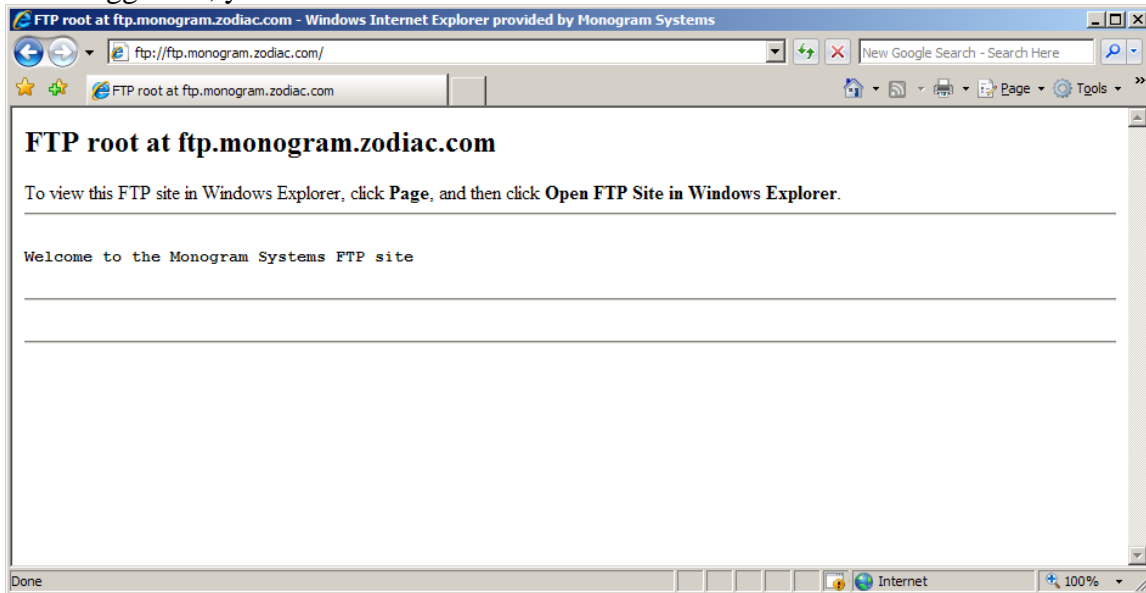 FTP root at ftp.monogram.zodiac.com - Windows Internet Explorer provided by Monogram Systems
ftp://ftp.monogram.zodiac.com/
New Google Search - Search Here
FTP root at ftp.monogram.zodiac.com
Page
Tools
FTP root at ftp.monogram.zodiac.com
To view this FTP site in Windows Explorer, click Page, and then click Open FTP Site in Windows Explorer.
Welcome to the Monogram Systems FTP site
Done
Internet
100%